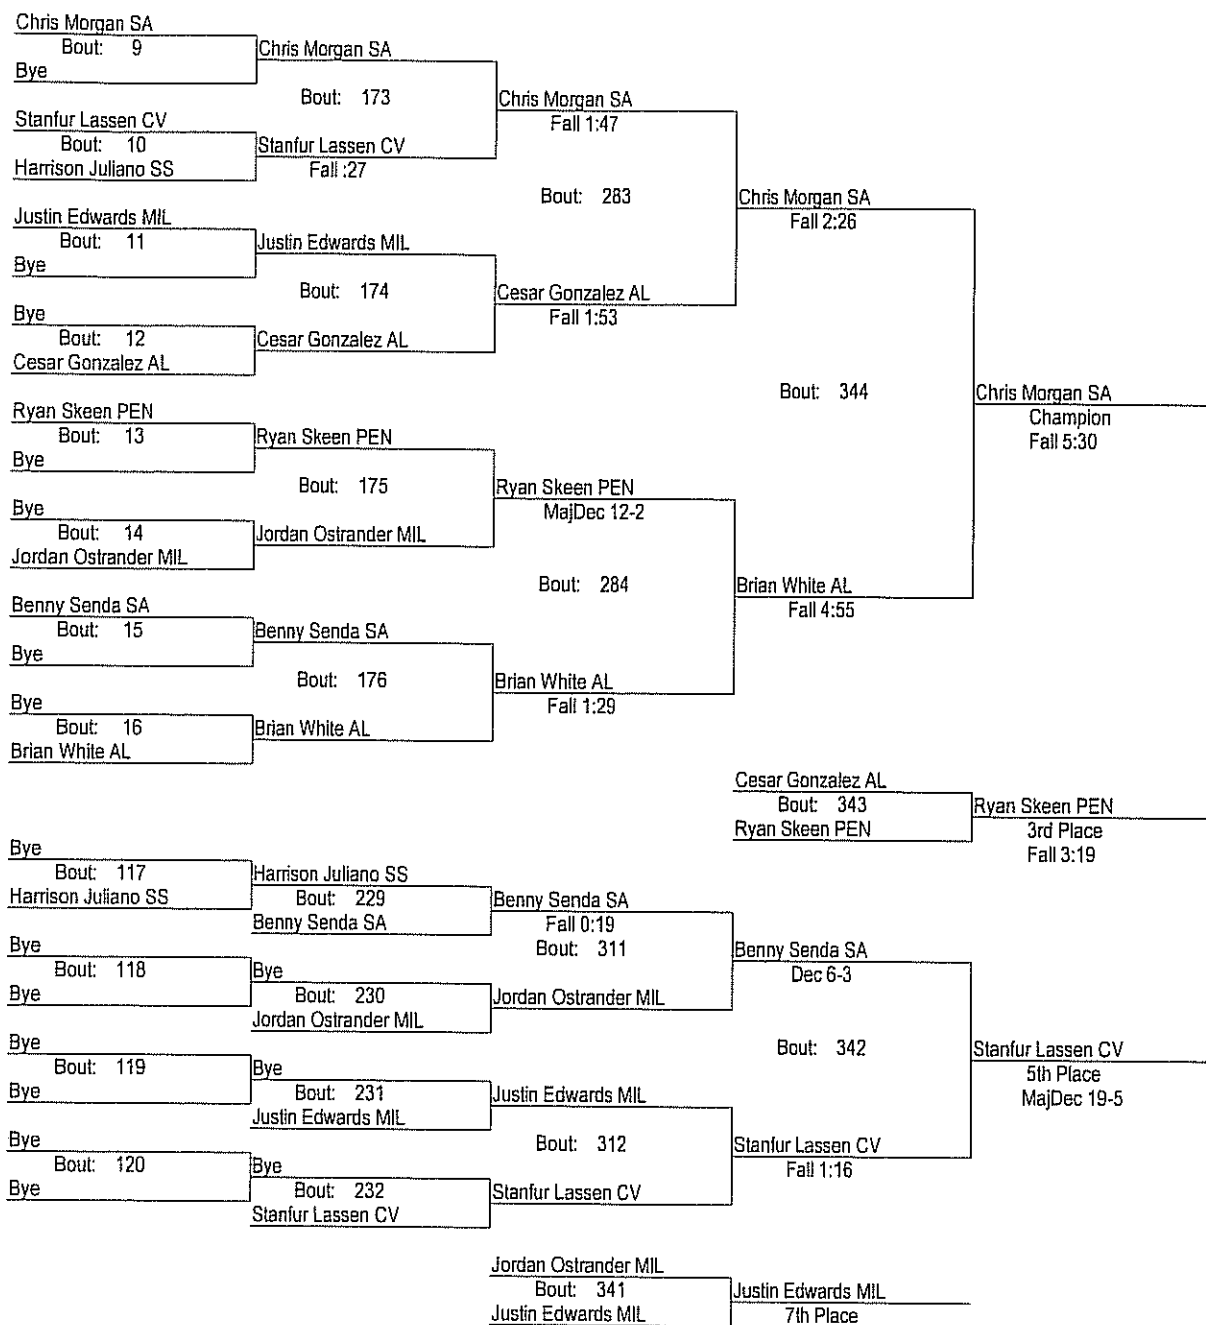 Chris Morgan SA
Bout: 9
Bye
Chris Morgan SA
Bout: 173
Stanfur Lassen CV
Bout: 10
Harrison Juliano SS
Stanfur Lassen CV
Fall :27
Chris Morgan SA
Fall 1:47
Bout: 283
Justin Edwards MIL
Bout: 11
Bye
Justin Edwards MIL
Bout: 174
Bye
Bout: 12
Cesar Gonzalez AL
Cesar Gonzalez AL
Cesar Gonzalez AL
Fall 1:53
Chris Morgan SA
Fall 2:26
Bout: 344
Chris Morgan SA
Champion
Fall 5:30
Ryan Skeen PEN
Bout: 13
Bye
Ryan Skeen PEN
Bout: 175
Bye
Bout: 14
Jordan Ostrander MIL
Jordan Ostrander MIL
Ryan Skeen PEN
MajDec 12-2
Bout: 284
Benny Senda SA
Bout: 15
Bye
Benny Senda SA
Bout: 176
Bye
Bout: 16
Brian White AL
Brian White AL
Brian White AL
Fall 1:29
Brian White AL
Fall 4:55
Cesar Gonzalez AL
Bout: 343
Ryan Skeen PEN
Ryan Skeen PEN
3rd Place
Fall 3:19
Bye
Bout: 117
Harrison Juliano SS
Harrison Juliano SS
Bout: 229
Benny Senda SA
Benny Senda SA
Fall 0:19
Bout: 311
Bye
Bout: 118
Bye
Bye
Bout: 230
Jordan Ostrander MIL
Jordan Ostrander MIL
Benny Senda SA
Dec 6-3
Bout: 342
Bye
Bout: 119
Bye
Bye
Bout: 231
Justin Edwards MIL
Justin Edwards MIL
Bout: 312
Bye
Bout: 120
Bye
Bye
Bout: 232
Stanfur Lassen CV
Stanfur Lassen CV
Stanfur Lassen CV
Fall 1:16
Stanfur Lassen CV
5th Place
MajDec 19-5
Jordan Ostrander MIL
Bout: 341
Justin Edwards MIL
Justin Edwards MIL
7th Place